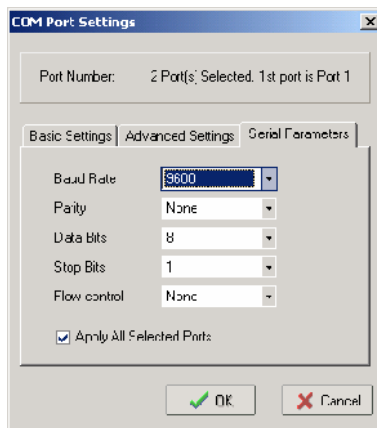 COM Port Settings
Port Number: 2 Port(s) Selected. 1st port is Port 1
Basic Settings Advanced Settings Serial Parameters
Baud Rate 9600
Parity None
Data Bits 8
Stop Bits 1
Flow control None
Apply All Selected Ports
OK Cancel